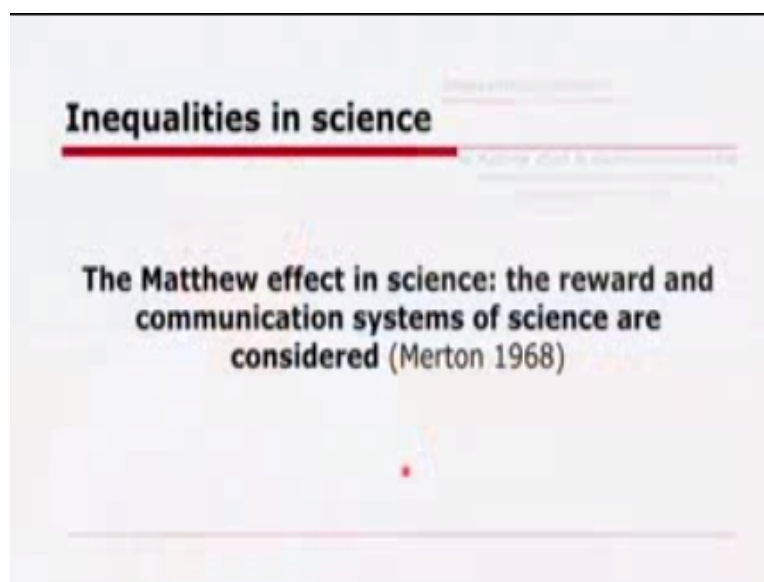 Inequalities in science
The Matthew effect in science: the reward and
communication systems of science are
considered (Merton 1968)